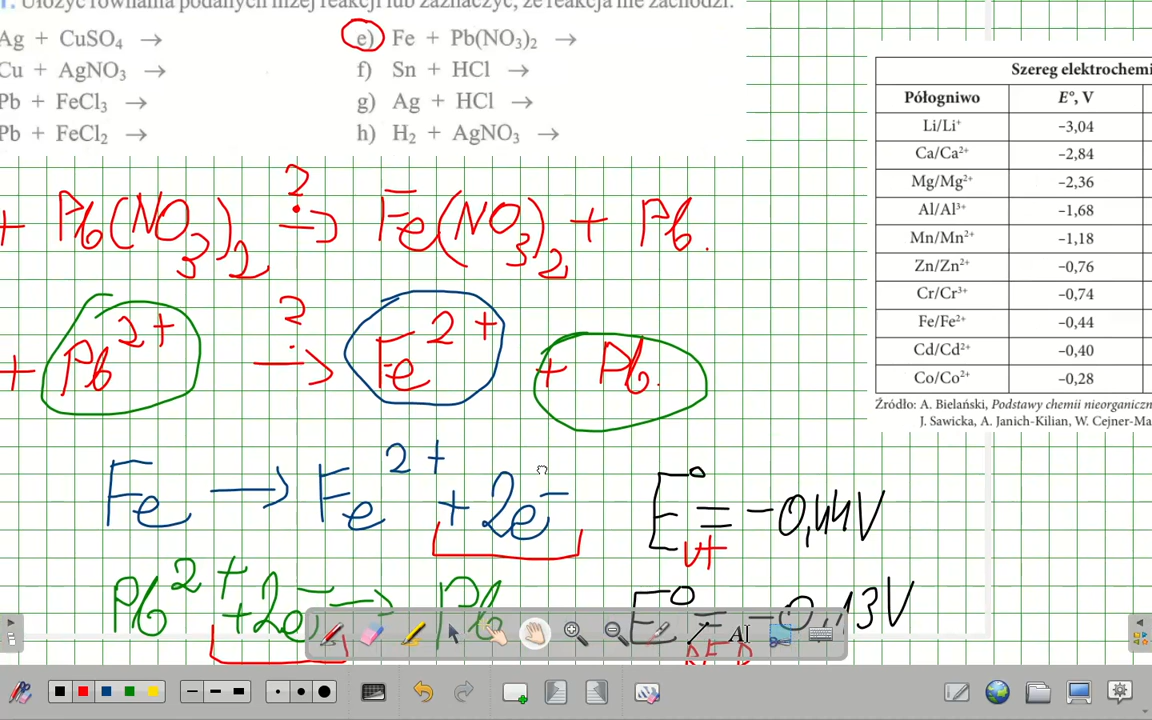 1. Ułożyć równania podanych niżej reakcji lub zaznaczyć, że reakcja nie zachodzi.
Ag + CuSO₄ →
Cu + AgNO₃ →
Pb + FeCl₃ →
Pb + FeCl₂ →
e) Fe + Pb(NO₃)₂ →
f) Sn + HCl →
g) Ag + HCl →
h) H₂ + AgNO₃ →
Szereg elektrochemi
Półogniwo E°, V
Li/Li⁺ –3,04
Ca/Ca²⁺ –2,84
Mg/Mg²⁺ –2,36
Al/Al³⁺ –1,68
Mn/Mn²⁺ –1,18
Zn/Zn²⁺ –0,76
Cr/Cr³⁺ –0,74
Fe/Fe²⁺ –0,44
Cd/Cd²⁺ –0,40
Co/Co²⁺ –0,28
Źródło: A. Bielański, Podstawy chemii nieorganiczn
J. Sawicka, A. Janich-Kilian, W. Cejner-Ma
+ Pb(NO₃)₂ →? Fe(NO₃)₂ + Pb.
+ Pb²⁺ →? Fe²⁺ + Pb.
Fe → Fe²⁺ + 2e⁻ E° = -0,44V
Ut
Pb²⁺ + 2e⁻ → Pb E° = -0,13V
RED
AI